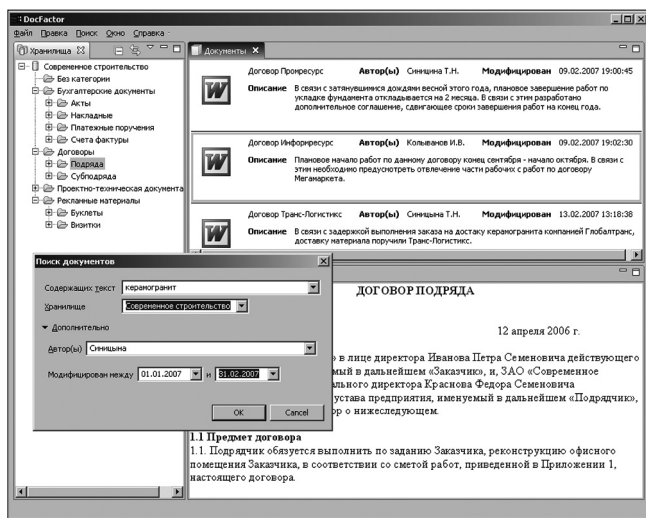 DocFactor
Файл Правка Поиск Окно Справка
Хранилища
Современное строительство
Без категории
Бухгалтерские документы
Акты
Накладные
Платежные поручения
Счета фактуры
Договоры
Подряда
Субподряда
Проектно-техническая документа
Рекланные материалы
Буклеты
Визитки
Документы
Договор Промресурс Автор(ы) Синицина Т.Н. Модифицирован 09.02.2007 19:00:45
Описание В связи с затянувшимися дождями весной этого года, плановое завершение работ по
укладке фундамента откладывается на 2 месяца. В связи с этим разработано
дополнительное соглашение, сдвигающее сроки завершения работ на конец года.
Договор Инфорнресурс Автор(ы) Колыванов И.В. Модифицирован 09.02.2007 19:02:30
Описание Плановое начало работ по данному договору конец сентября - начало октября. В связи с
этим необходимо предусмотреть отвлечение части рабочих с работ по договору
Мегамаркета.
Договор Транс-Логистикс Автор(ы) Синицына Т.Н. Модифицирован 13.02.2007 13:18:38
Описание В связи с задержкой выполнения заказа на достаку керамогранита компанией Глобалтранс,
доставку материала поручили Транс-Логистикс.
Поиск документов
Содержащих текст керамогранит
Хранилище Современное строительство
Дополнительно
Автор(ы) Синицына
Модифицирован между 01.01.2007 и 31.02.2007
OK Cancel
ДОГОВОР ПОДРЯДА
12 апреля 2006 г.
» в лице директора Иванова Петра Семеновича действующего
мый в дальнейшем «Заказчик», и, ЗАО «Современное
льного директора Краснова Федора Семеновича
устава предприятия, именуемый в дальнейшем «Подрядчик»,
ор о нижеследующем.
1.1 Предмет договора
1.1. Подрядчик обязуется выполнить по заданию Заказчика, реконструкцию офисного
помещения Заказчика, в соответствии со сметой работ, приведенной в Приложении 1,
настоящего договора.